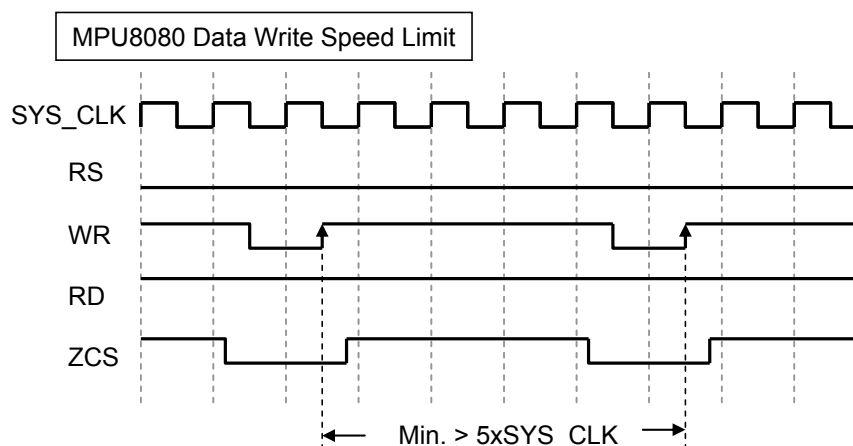 MPU8080 Data Write Speed Limit
SYS_CLK
RS
WR
RD
ZCS
Min. > 5xSYS_CLK